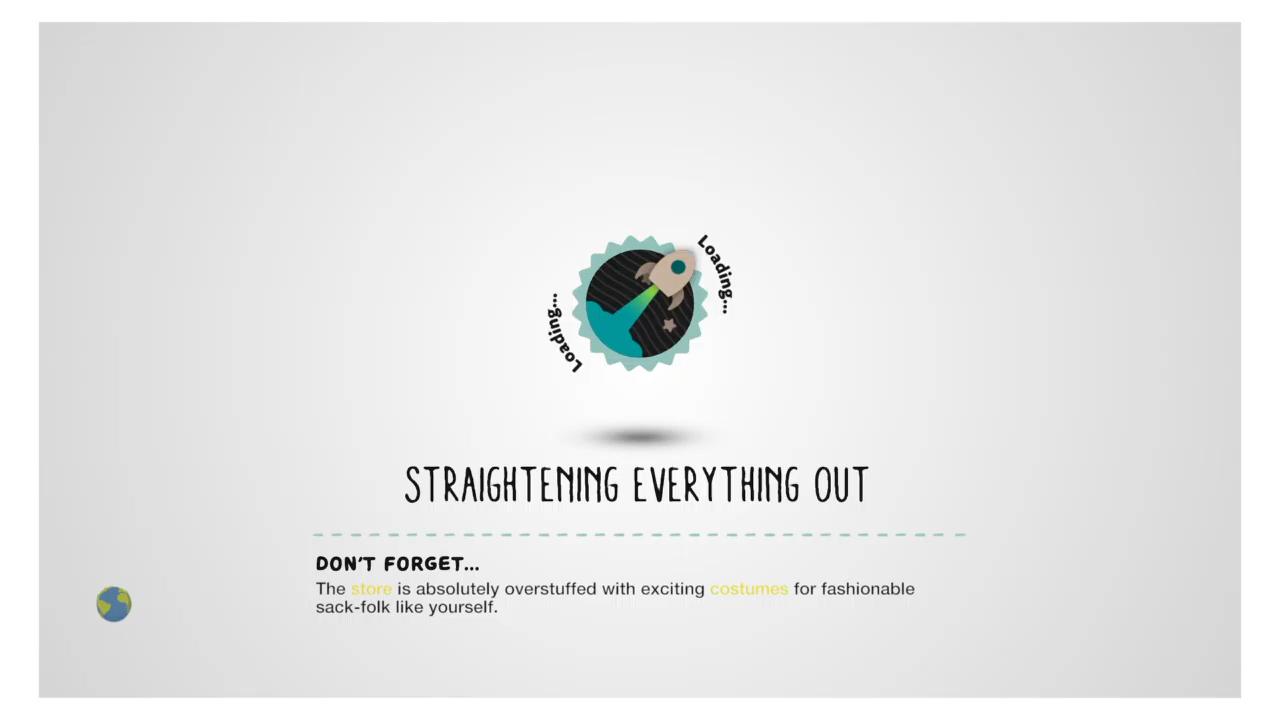 Loading...
Loading...
STRAIGHTENING EVERYTHING OUT
DON'T FORGET...
The store is absolutely overstuffed with exciting costumes for fashionable
sack-folk like yourself.